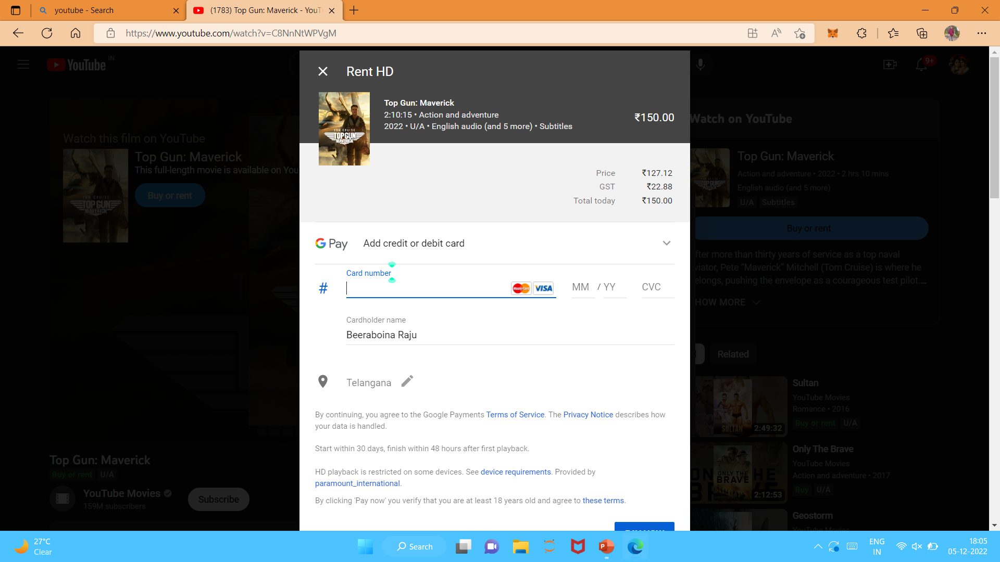 youtube - Search
(1783) Top Gun: Maverick - YouT
https://www.youtube.com/watch?v=C8NnNtWPVgM
YouTube IN
9+
Rent HD
Top Gun: Maverick
2:10:15 • Action and adventure
2022 • U/A • English audio (and 5 more) • Subtitles
₹150.00
TOM CRUISE
TOP GUN
MAVERICK
Price ₹127.12
GST ₹22.88
Total today ₹150.00
G Pay Add credit or debit card
Card number
#
MasterCard VISA MM / YY CVC
Cardholder name
Beeraboina Raju
Telangana
By continuing, you agree to the Google Payments Terms of Service. The Privacy Notice describes how
your data is handled.
Start within 30 days, finish within 48 hours after first playback.
HD playback is restricted on some devices. See device requirements. Provided by
paramount_international.
By clicking 'Pay now' you verify that you are at least 18 years old and agree to these terms.
Watch this film on YouTube
Top Gun: Maverick
This full-length movie is available on You
Buy or rent
TOM CRUISE
TOP GUN
MAVERICK
Top Gun: Maverick
Buy or rent U/A
YouTube Movies
159M subscribers
Subscribe
Watch on YouTube
Top Gun: Maverick
Action and adventure • 2022 • 2 hrs 10 mins
English audio (and 5 more)
U/A Subtitles
Buy or rent
fter more than thirty years of service as a top naval
viator, Pete "Maverick" Mitchell (Tom Cruise) is where he
elongs, pushing the envelope as a courageous test pilot....
HOW MORE
Related
Sultan
YouTube Movies
Romance • 2016
Buy or rent U/A
SULTAN
2:49:32
Only The Brave
YouTube Movies
Action and adventure • 2017
Buy U/A
ONLY THE
BRAVE
2:12:53
Geostorm
YouTube Movies
27°C
Clear
Search
ENG
IN
18:05
05-12-2022